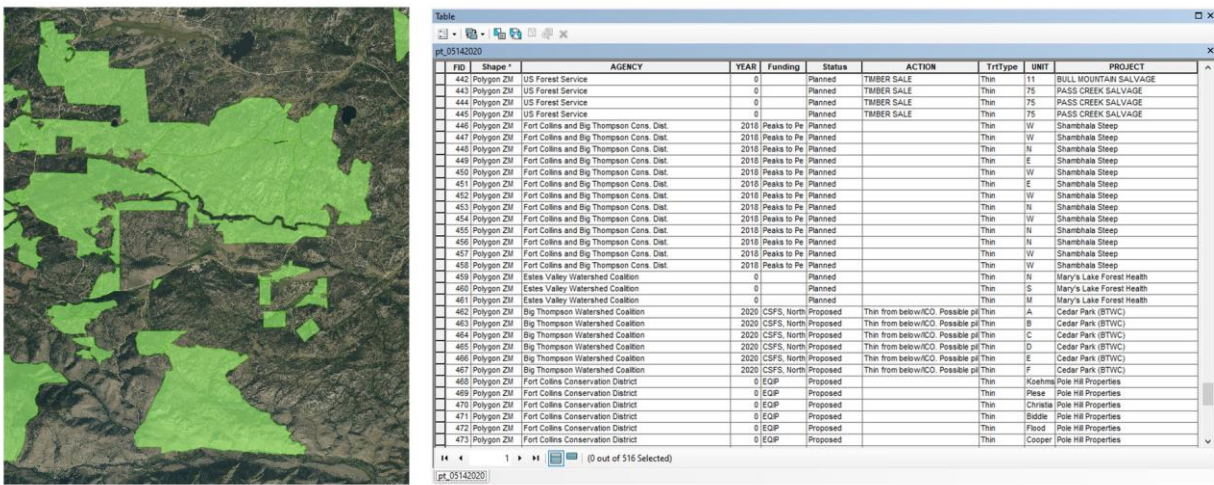 Table
pt_05142020
FID Shape * AGENCY YEAR Funding Status ACTION TrtType UNIT PROJECT
442 Polygon ZM US Forest Service 0 Planned TIMBER SALE Thin 11 BULL MOUNTAIN SALVAGE
443 Polygon ZM US Forest Service 0 Planned TIMBER SALE Thin 75 PASS CREEK SALVAGE
444 Polygon ZM US Forest Service 0 Planned TIMBER SALE Thin 75 PASS CREEK SALVAGE
445 Polygon ZM US Forest Service 0 Planned TIMBER SALE Thin 75 PASS CREEK SALVAGE
446 Polygon ZM Fort Collins and Big Thompson Cons. Dist. 2018 Peaks to Pe Planned Thin W Shambhala Steep
447 Polygon ZM Fort Collins and Big Thompson Cons. Dist. 2018 Peaks to Pe Planned Thin W Shambhala Steep
448 Polygon ZM Fort Collins and Big Thompson Cons. Dist. 2018 Peaks to Pe Planned Thin N Shambhala Steep
449 Polygon ZM Fort Collins and Big Thompson Cons. Dist. 2018 Peaks to Pe Planned Thin E Shambhala Steep
450 Polygon ZM Fort Collins and Big Thompson Cons. Dist. 2018 Peaks to Pe Planned Thin W Shambhala Steep
451 Polygon ZM Fort Collins and Big Thompson Cons. Dist. 2018 Peaks to Pe Planned Thin E Shambhala Steep
452 Polygon ZM Fort Collins and Big Thompson Cons. Dist. 2018 Peaks to Pe Planned Thin W Shambhala Steep
453 Polygon ZM Fort Collins and Big Thompson Cons. Dist. 2018 Peaks to Pe Planned Thin N Shambhala Steep
454 Polygon ZM Fort Collins and Big Thompson Cons. Dist. 2018 Peaks to Pe Planned Thin W Shambhala Steep
455 Polygon ZM Fort Collins and Big Thompson Cons. Dist. 2018 Peaks to Pe Planned Thin N Shambhala Steep
456 Polygon ZM Fort Collins and Big Thompson Cons. Dist. 2018 Peaks to Pe Planned Thin N Shambhala Steep
457 Polygon ZM Fort Collins and Big Thompson Cons. Dist. 2018 Peaks to Pe Planned Thin W Shambhala Steep
458 Polygon ZM Fort Collins and Big Thompson Cons. Dist. 2018 Peaks to Pe Planned Thin W Shambhala Steep
459 Polygon ZM Estes Valley Watershed Coalition 0 Planned Thin N Mary's Lake Forest Health
460 Polygon ZM Estes Valley Watershed Coalition 0 Planned Thin S Mary's Lake Forest Health
461 Polygon ZM Estes Valley Watershed Coalition 0 Planned Thin M Mary's Lake Forest Health
462 Polygon ZM Big Thompson Watershed Coalition 2020 CSFS, North Proposed Thin from below/ICO. Possible pil Thin A Cedar Park (BTWC)
463 Polygon ZM Big Thompson Watershed Coalition 2020 CSFS, North Proposed Thin from below/ICO. Possible pil Thin B Cedar Park (BTWC)
464 Polygon ZM Big Thompson Watershed Coalition 2020 CSFS, North Proposed Thin from below/ICO. Possible pil Thin C Cedar Park (BTWC)
465 Polygon ZM Big Thompson Watershed Coalition 2020 CSFS, North Proposed Thin from below/ICO. Possible pil Thin D Cedar Park (BTWC)
466 Polygon ZM Big Thompson Watershed Coalition 2020 CSFS, North Proposed Thin from below/ICO. Possible pil Thin E Cedar Park (BTWC)
467 Polygon ZM Big Thompson Watershed Coalition 2020 CSFS, North Proposed Thin from below/ICO. Possible pil Thin F Cedar Park (BTWC)
468 Polygon ZM Fort Collins Conservation District 0 EQIP Proposed Thin Koehms Pole Hill Properties
469 Polygon ZM Fort Collins Conservation District 0 EQIP Proposed Thin Plese Pole Hill Properties
470 Polygon ZM Fort Collins Conservation District 0 EQIP Proposed Thin Christia Pole Hill Properties
471 Polygon ZM Fort Collins Conservation District 0 EQIP Proposed Thin Biddle Pole Hill Properties
472 Polygon ZM Fort Collins Conservation District 0 EQIP Proposed Thin Flood Pole Hill Properties
473 Polygon ZM Fort Collins Conservation District 0 EQIP Proposed Thin Cooper Pole Hill Properties
1 (0 out of 516 Selected)
pt_05142020